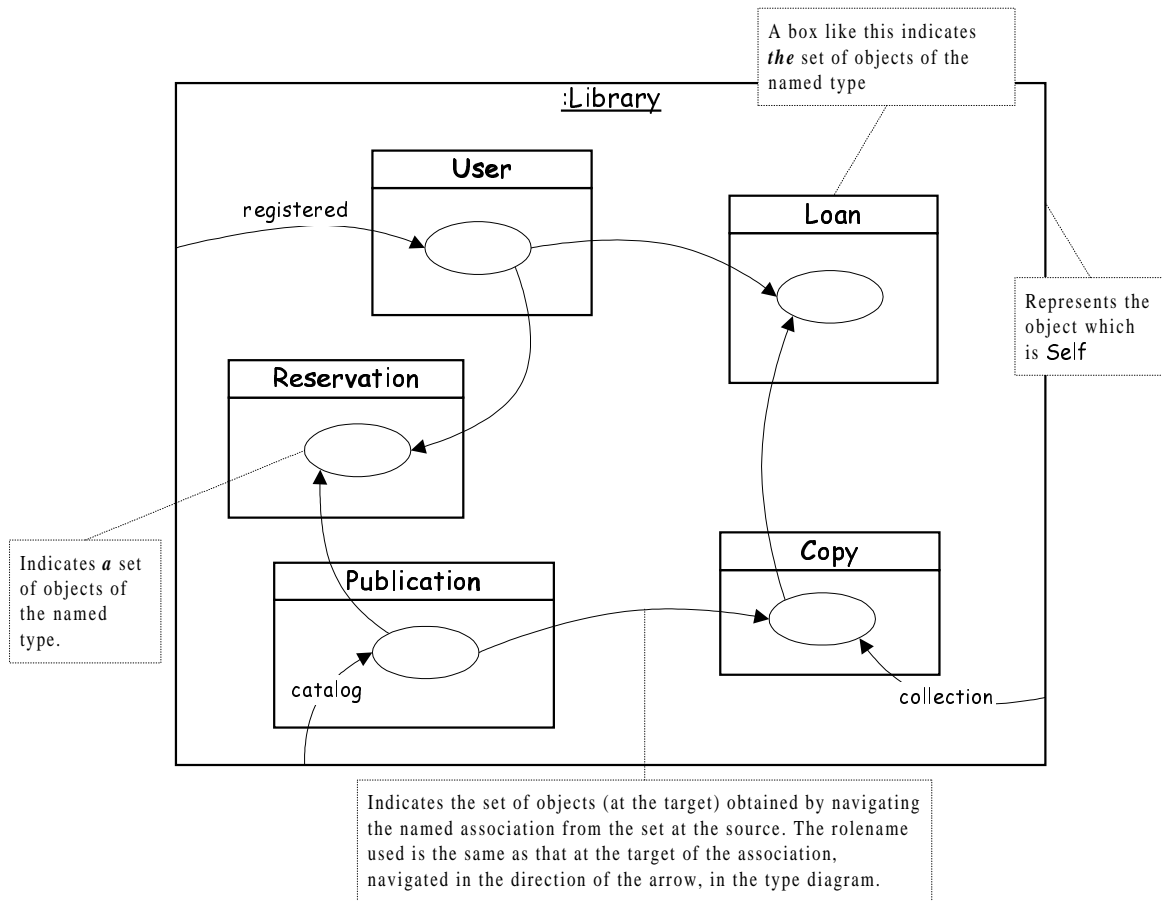 A box like this indicates
the set of objects of the
named type
:Library
User
registered
Loan
Represents the
object which
is Self
Reservation
Indicates a set
of objects of
the named
type.
Publication
Copy
catalog
collection
Indicates the set of objects (at the target) obtained by navigating
the named association from the set at the source. The rolename
used is the same as that at the target of the association,
navigated in the direction of the arrow, in the type diagram.